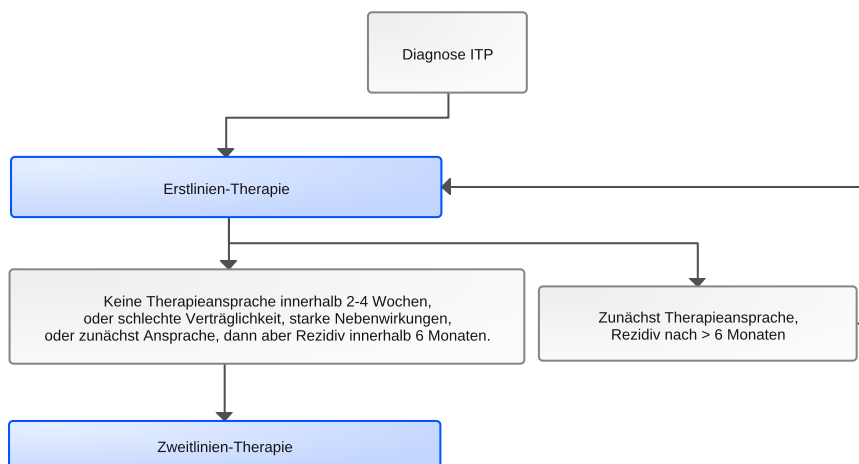 Diagnose ITP
Erstlinien-Therapie
Keine Therapieansprache innerhalb 2-4 Wochen,
oder schlechte Verträglichkeit, starke Nebenwirkungen,
oder zunächst Ansprache, dann aber Rezidiv innerhalb 6 Monaten.
Zunächst Therapieansprache,
Rezidiv nach > 6 Monaten
Zweitlinien-Therapie